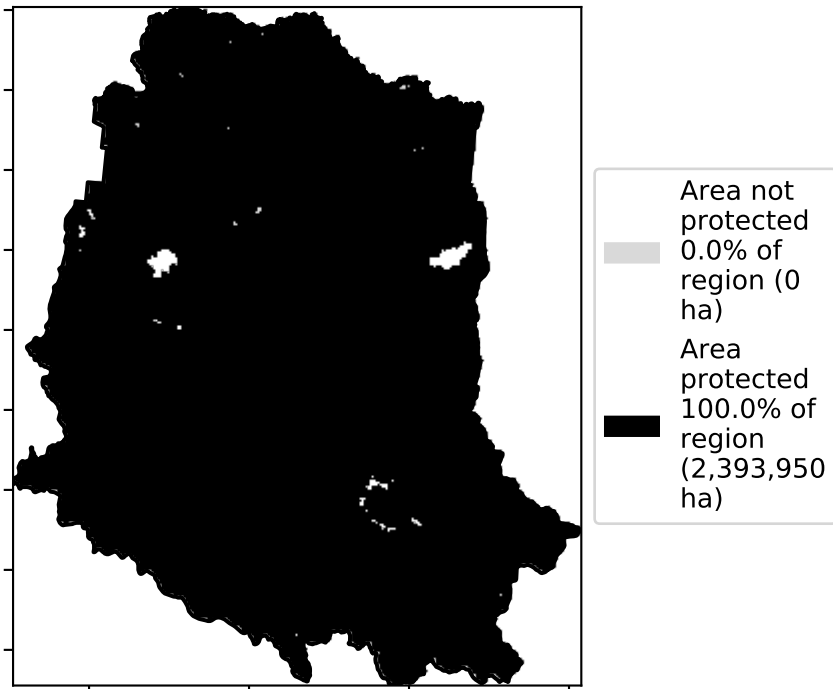 Area not
protected
0.0% of
region (0
ha)
Area
protected
100.0% of
region
(2,393,950
ha)